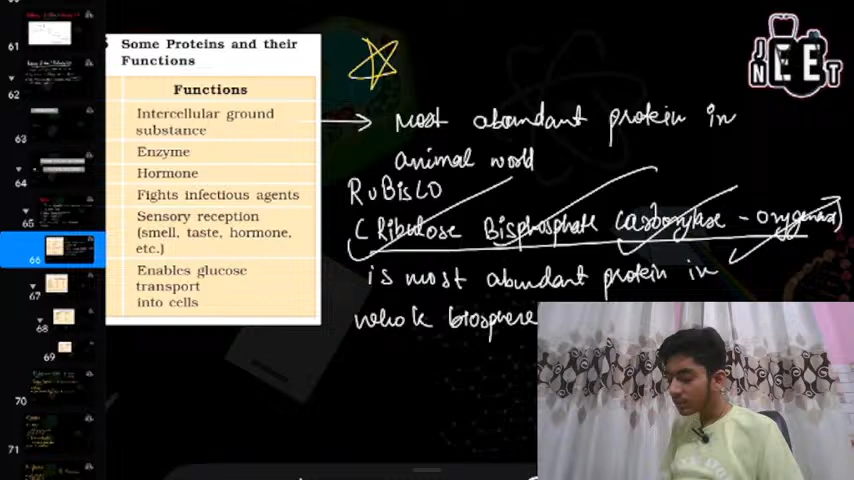 61
62
63
64
65
66
67
68
69
70
71
Some Proteins and their
Functions
Functions
Intercellular ground
substance
Enzyme
Hormone
Fights infectious agents
Sensory reception
(smell, taste, hormone,
etc.)
Enables glucose
transport
into cells
most abundant protein in
animal world
RuBisCO
(Ribulose Bisphosphate Carboxylase - oxygenase)
is most abundant protein in
whole biosphere
J
NEET